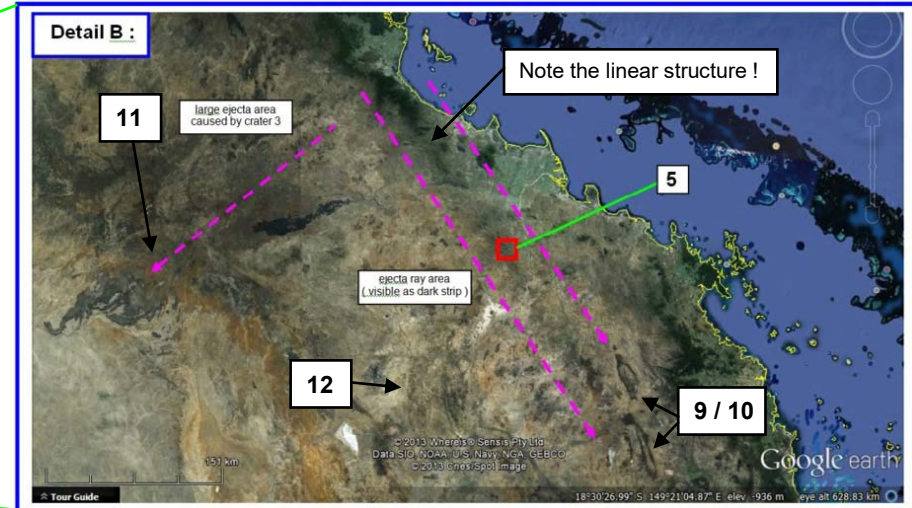 Detail B :
Note the linear structure !
large ejecta area
caused by crater 3
11
5
ejecta ray area
( visible as dark strip )
12
9 / 10
© 2013 Whereis® Sensis Pty Ltd
Data SIO, NOAA, U.S. Navy, NGA, GEBCO
© 2013 Cnes/Spot Image
Google earth
151 km
Tour Guide
18°30'26.99" S 149°21'04.87" E elev -936 m eye alt 628.83 km